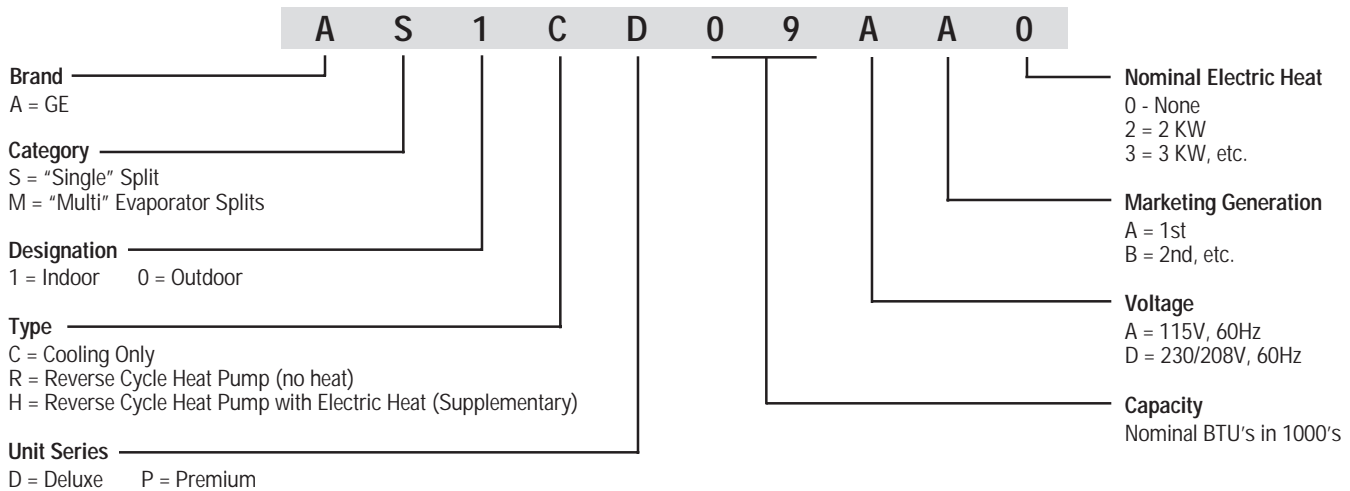 A S 1 C D 0 9 A A 0
Brand
A = GE
Category
S = “Single” Split
M = “Multi” Evaporator Splits
Designation
1 = Indoor 0 = Outdoor
Type
C = Cooling Only
R = Reverse Cycle Heat Pump (no heat)
H = Reverse Cycle Heat Pump with Electric Heat (Supplementary)
Unit Series
D = Deluxe P = Premium
Nominal Electric Heat
0 - None
2 = 2 KW
3 = 3 KW, etc.
Marketing Generation
A = 1st
B = 2nd, etc.
Voltage
A = 115V, 60Hz
D = 230/208V, 60Hz
Capacity
Nominal BTU’s in 1000’s